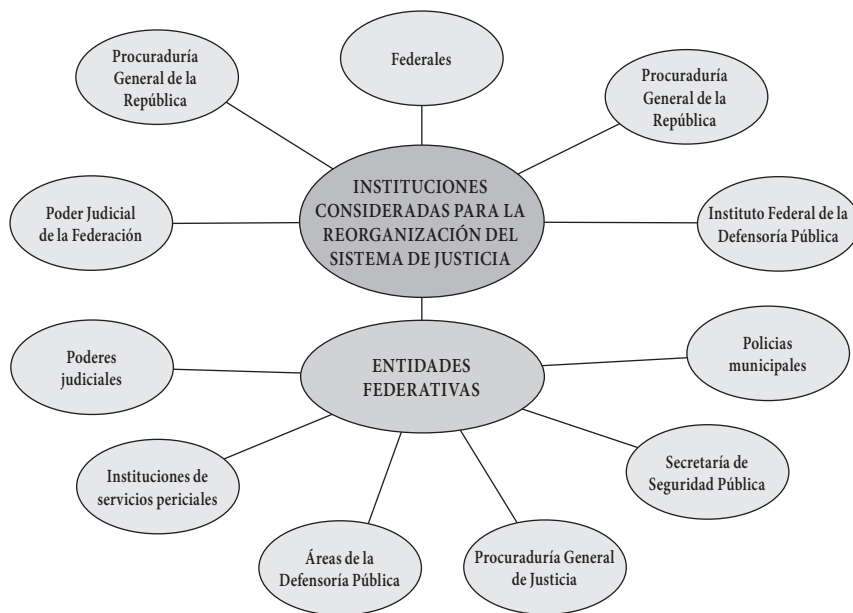 Procuraduría
General de la
República
Federales
Procuraduría
General de la
República
INSTITUCIONES
CONSIDERADAS PARA LA
REORGANIZACIÓN DEL
SISTEMA DE JUSTICIA
Poder Judicial
de la Federación
Instituto Federal de la
Defensoría Pública
Poderes
judiciales
ENTIDADES
FEDERATIVAS
Policias
municipales
Instituciones de
servicios periciales
Secretaría de
Seguridad Pública
Áreas de la
Defensoría Pública
Procuraduría General
de Justicia